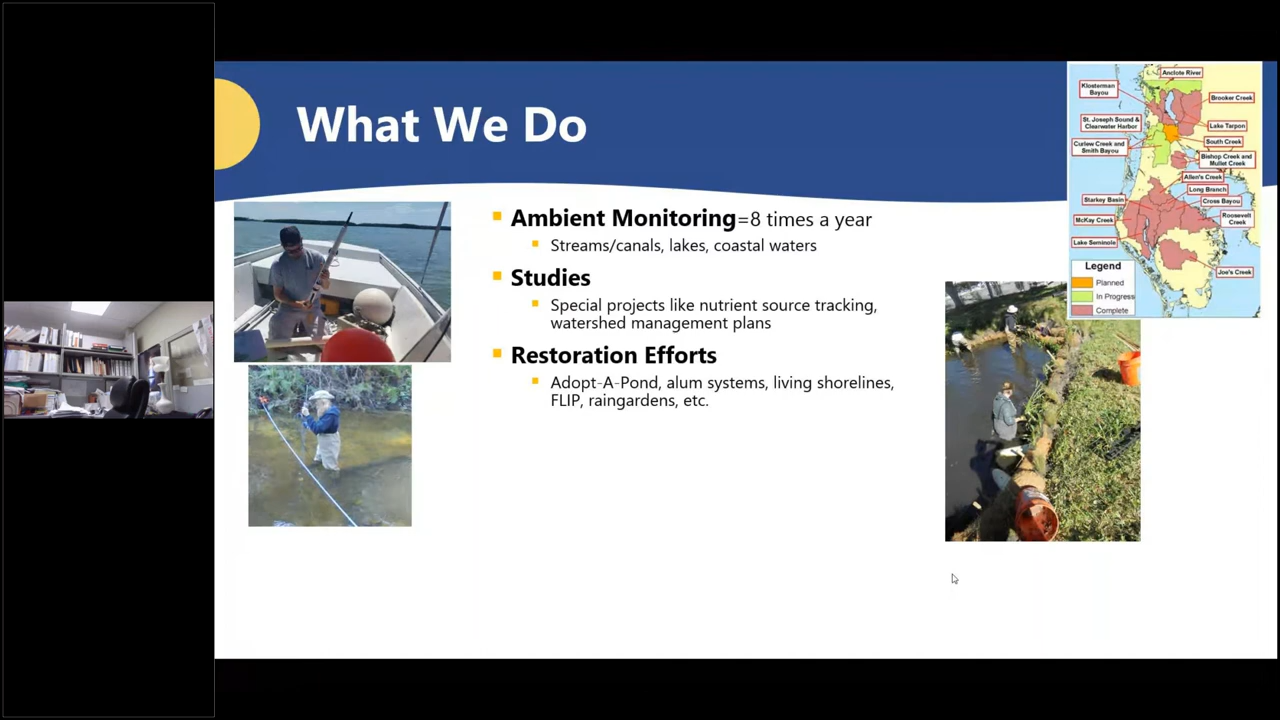 What We Do
Ambient Monitoring=8 times a year
Streams/canals, lakes, coastal waters
Studies
Special projects like nutrient source tracking,
watershed management plans
Restoration Efforts
Adopt-A-Pond, alum systems, living shorelines,
FLIP, raingardens, etc.
Anclote River
Klosterman
Bayou
Brooker Creek
St. Joseph Sound &
Clearwater Harbor
Lake Tarpon
Curlew Creek and
Smith Bayou
South Creek
Bishop Creek and
Mullet Creek
Allen's Creek
Long Branch
Starkey Basin
Cross Bayou
McKay Creek
Roosevelt
Creek
Lake Seminole
Joe's Creek
Legend
Planned
In Progress
Complete